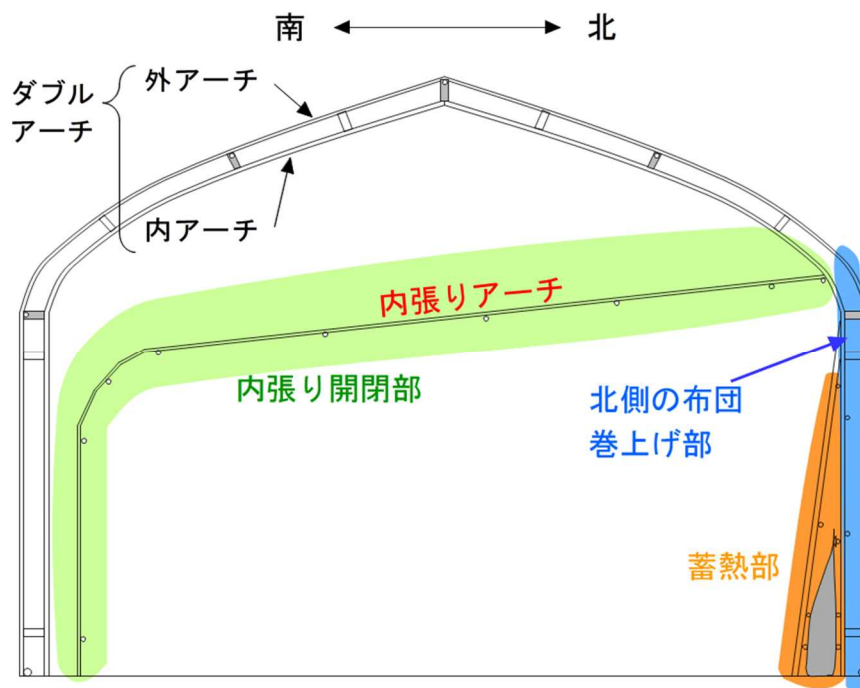 南 北
ダブル
アーチ
外アーチ
内アーチ
内張りアーチ
内張り開閉部
北側の布団
巻上げ部
蓄熱部